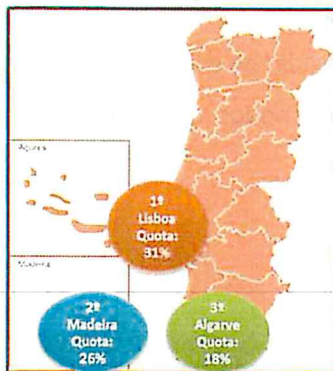 Açores
1º
Lisboa
Quota:
31%
Madeira
2º
Madeira
Quota:
26%
3º
Algarve
Quota:
18%